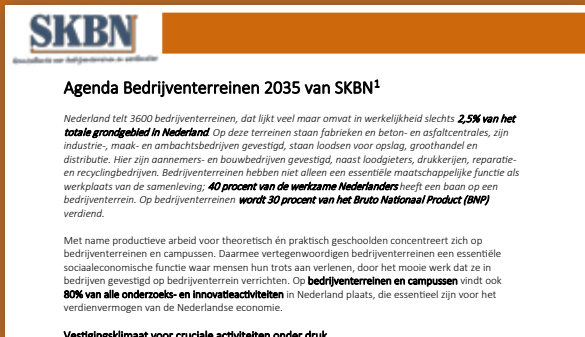 SKBN
Agenda Bedrijventerreinen 2035 van SKBN¹
Nederland telt 3600 bedrijventerreinen, dat lijkt veel maar omvat in werkelijkheid slechts 2,5% van het
totale grondgebied in Nederland. Op deze terreinen staan fabrieken en beton- en asfaltcentrales, zijn
industrie-, maak- en ambachtsbedrijven gevestigd, staan loodsen voor opslag, groothandel en
distributie. Hier zijn aannemers- en bouwbedrijven gevestigd, naast loodgieters, drukkerijen, reparatie-
en recyclingbedrijven. Bedrijventerreinen hebben niet alleen een essentiële maatschappelijke functie als
werkplaats van de samenleving; 40 procent van de werkzame Nederlanders heeft een baan op een
bedrijventerrein. Op bedrijventerreinen wordt 30 procent van het Bruto Nationaal Product (BNP)
verdiend.
Met name productieve arbeid voor theoretisch én praktisch geschoolden concentreert zich op
bedrijventerreinen en campussen. Daarmee vertegenwoordigen bedrijventerreinen een essentiële
sociaaleconomische functie waar mensen hun trots aan verlenen, door het mooie werk dat ze in
bedrijven gevestigd op bedrijventerrein verrichten. Op bedrijventerreinen en campussen vindt ook
80% van alle onderzoeks- en innovatieactiviteiten in Nederland plaats, die essentieel zijn voor het
verdienvermogen van de Nederlandse economie.
Vestigingsklimaat voor cruciale activiteiten onder druk